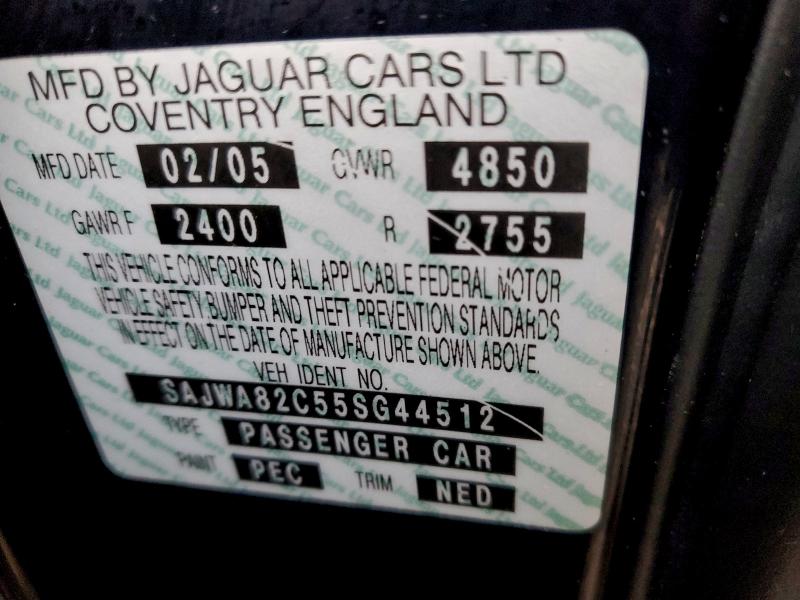 MFD BY JAGUAR CARS LTD
COVENTRY ENGLAND
MFD DATE 02/05 GVWR 4850
GAWR F 2400 R 2755
THIS VEHICLE CONFORMS TO ALL APPLICABLE FEDERAL MOTOR
VEHICLE SAFETY, BUMPER AND THEFT PREVENTION STANDARDS
IN EFFECT ON THE DATE OF MANUFACTURE SHOWN ABOVE.
VEH IDENT NO.
SAJWA82C55SG44512
TYPE PASSENGER CAR
PAINT PEC TRIM NED